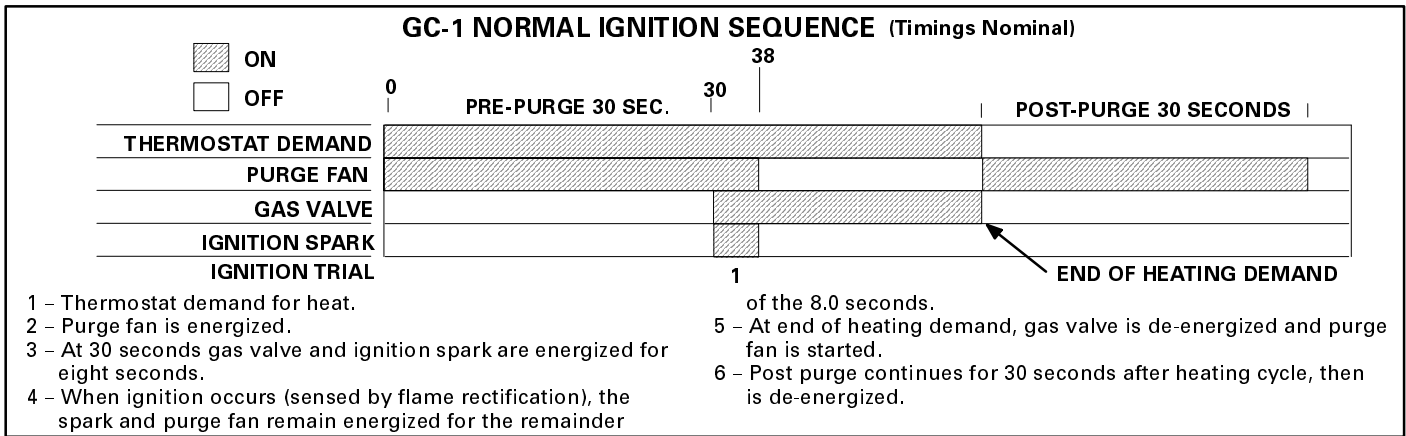 GC-1 NORMAL IGNITION SEQUENCE (Timings Nominal)
ON
OFF
38
0
30
PRE-PURGE 30 SEC.
POST-PURGE 30 SECONDS
THERMOSTAT DEMAND
PURGE FAN
GAS VALVE
IGNITION SPARK
IGNITION TRIAL
1
END OF HEATING DEMAND
1 – Thermostat demand for heat.
2 – Purge fan is energized.
3 – At 30 seconds gas valve and ignition spark are energized for
eight seconds.
4 – When ignition occurs (sensed by flame rectification), the
spark and purge fan remain energized for the remainder
of the 8.0 seconds.
5 – At end of heating demand, gas valve is de-energized and purge
fan is started.
6 – Post purge continues for 30 seconds after heating cycle, then
is de-energized.